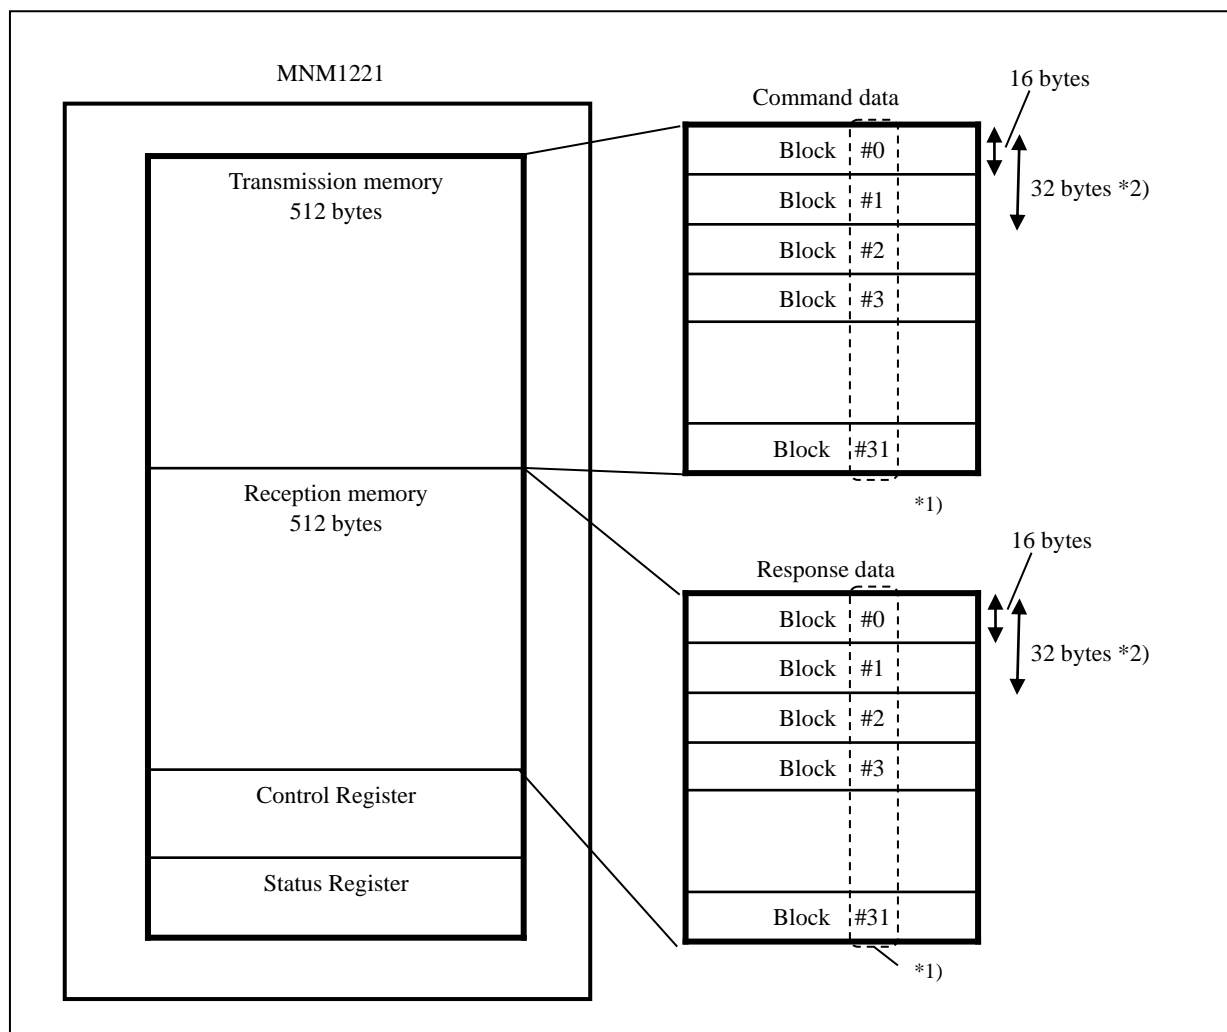 MNM1221
Transmission memory
512 bytes
Reception memory
512 bytes
Control Register
Status Register
Command data
16 bytes
Block #0
32 bytes *2)
Block #1
Block #2
Block #3
Block #31
*1)
Response data
16 bytes
Block #0
32 bytes *2)
Block #1
Block #2
Block #3
Block #31
*1)